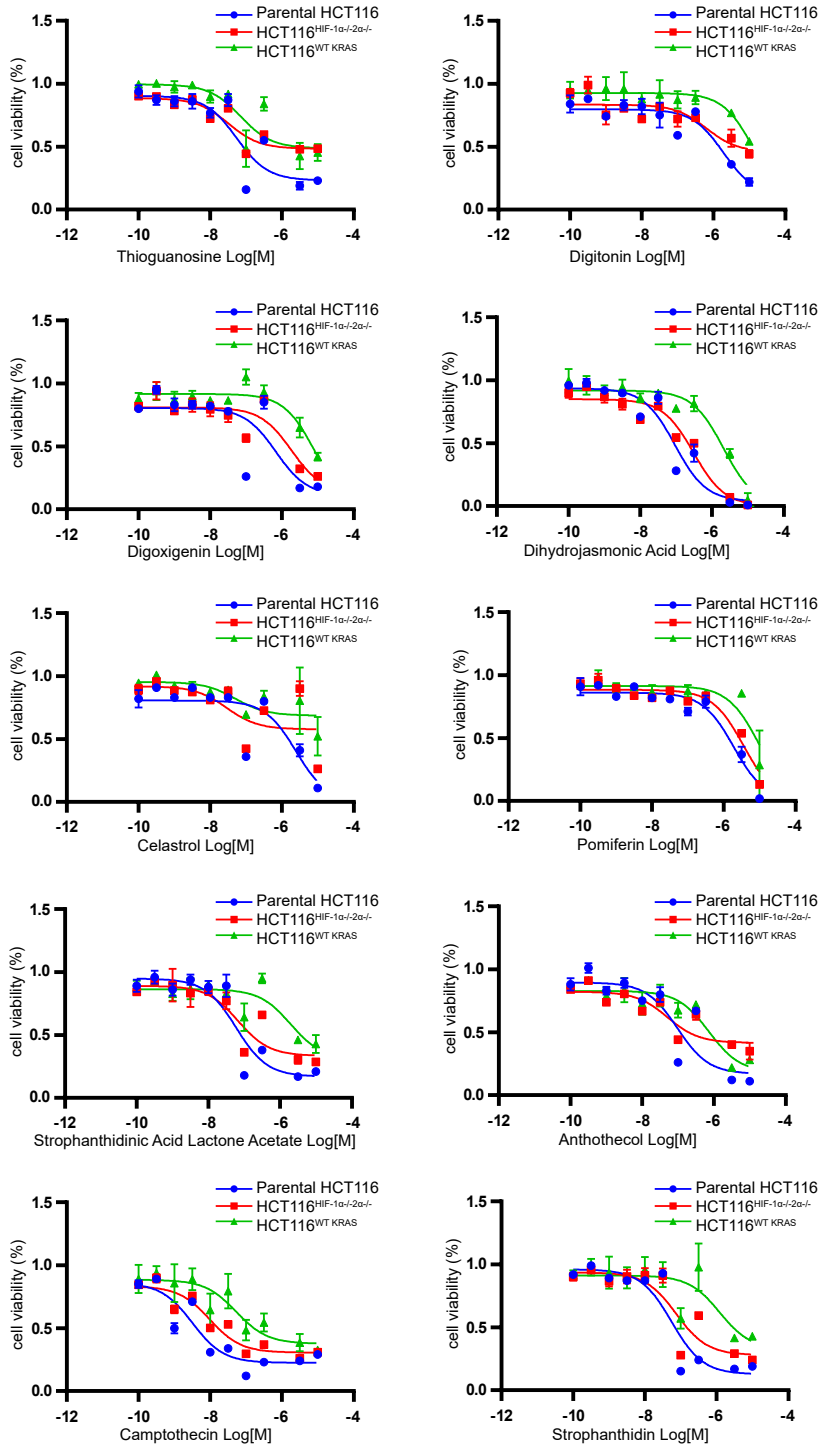 Parental HCT116
HCT116HIF-1α-/-2α-/-
HCT116WT KRAS
cell viability (%)
1.5
1.0
0.5
0.0
-12 -10 -8 -6 -4
Thioguanosine Log[M]
Parental HCT116
HCT116HIF-1α-/-2α-/-
HCT116WT KRAS
cell viability (%)
1.5
1.0
0.5
0.0
-12 -10 -8 -6 -4
Digitonin Log[M]
Parental HCT116
HCT116HIF-1α-/-2α-/-
HCT116WT KRAS
cell viability (%)
1.5
1.0
0.5
0.0
-12 -10 -8 -6 -4
Digoxigenin Log[M]
Parental HCT116
HCT116HIF-1α-/-2α-/-
HCT116WT KRAS
cell viability (%)
1.5
1.0
0.5
0.0
-12 -10 -8 -6 -4
Dihydrojasmonic Acid Log[M]
Parental HCT116
HCT116HIF-1α-/-2α-/-
HCT116WT KRAS
cell viability (%)
1.5
1.0
0.5
0.0
-12 -10 -8 -6 -4
Celastrol Log[M]
Parental HCT116
HCT116HIF-1α-/-2α-/-
HCT116WT KRAS
cell viability (%)
1.5
1.0
0.5
0.0
-12 -10 -8 -6 -4
Pomiferin Log[M]
Parental HCT116
HCT116HIF-1α-/-2α-/-
HCT116WT KRAS
cell viability (%)
1.5
1.0
0.5
0.0
-12 -10 -8 -6 -4
Strophanthidinic Acid Lactone Acetate Log[M]
Parental HCT116
HCT116HIF-1α-/-2α-/-
HCT116WT KRAS
cell viability (%)
1.5
1.0
0.5
0.0
-12 -10 -8 -6 -4
Anthothecol Log[M]
Parental HCT116
HCT116HIF-1α-/-2α-/-
HCT116WT KRAS
cell viability (%)
1.5
1.0
0.5
0.0
-12 -10 -8 -6 -4
Camptothecin Log[M]
Parental HCT116
HCT116HIF-1α-/-2α-/-
HCT116WT KRAS
cell viability (%)
1.5
1.0
0.5
0.0
-12 -10 -8 -6 -4
Strophanthidin Log[M]